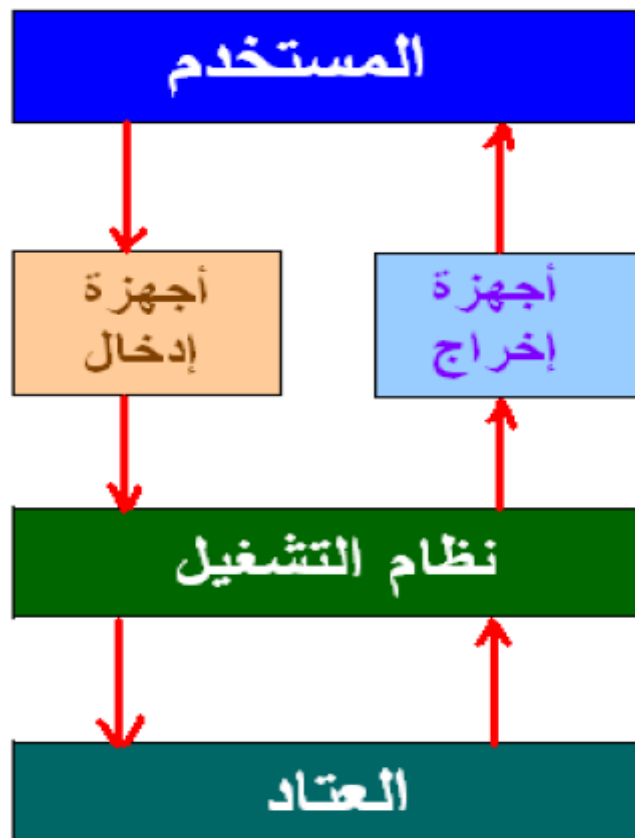 المستخدم
أجهزة
إدخال
أجهزة
إخراج
نظام التشغيل
العتاد